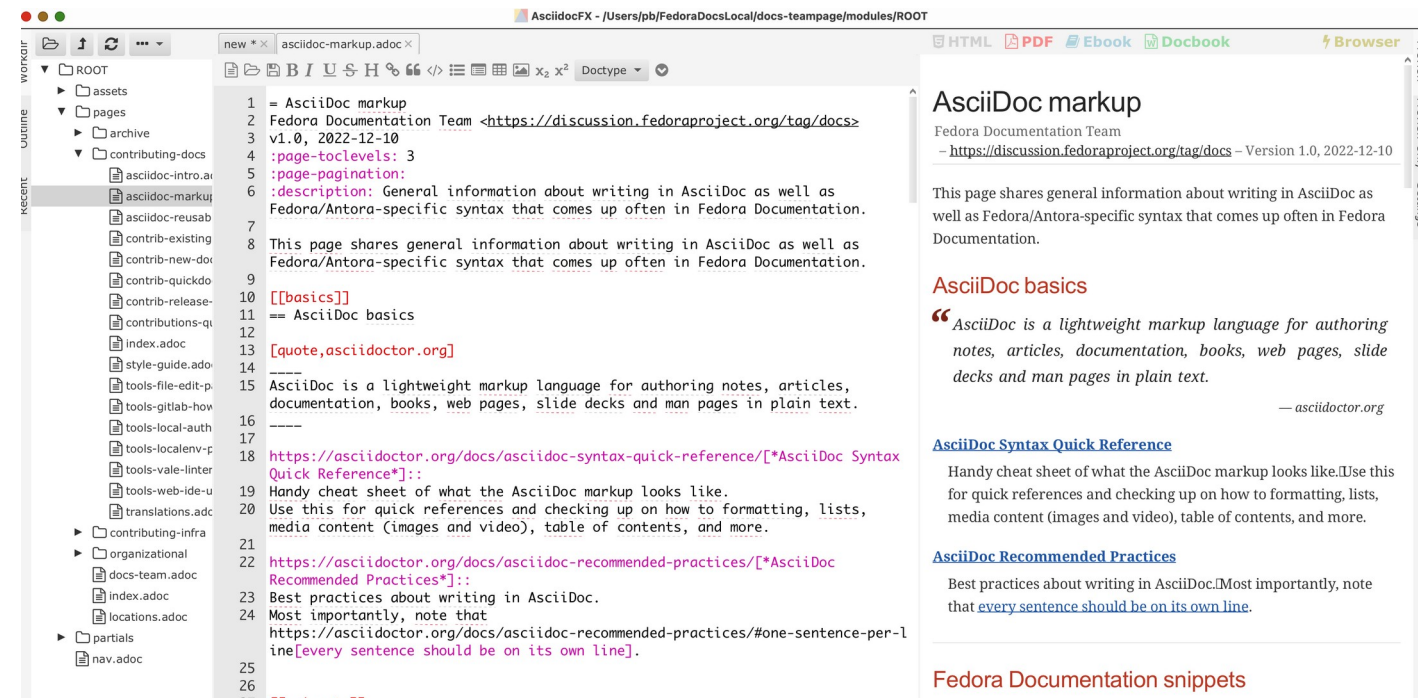 AsciidocFX - /Users/pb/FedoraDocsLocal/docs-teampage/modules/ROOT
Workdir
Outline
Recent
ROOT
assets
pages
archive
contributing-docs
asciidoc-intro.a
asciidoc-marku
asciidoc-reusab
contrib-existing
contrib-new-doc
contrib-quickdo
contrib-release-
contributions-qu
index.adoc
style-guide.ado
tools-file-edit-p
tools-gitlab-how
tools-local-auth
tools-localenv-p
tools-vale-linter
tools-web-ide-u
translations.ado
contributing-infra
organizational
docs-team.adoc
index.adoc
locations.adoc
partials
nav.adoc
new * × asciidoc-markup.adoc ×
B I U S H </> x₂ x² Doctype
1 = AsciiDoc markup
2 Fedora Documentation Team <https://discussion.fedoraproject.org/tag/docs>
3 v1.0, 2022-12-10
4 :page-toclevels: 3
5 :page-pagination:
6 :description: General information about writing in AsciiDoc as well as
Fedora/Antora-specific syntax that comes up often in Fedora Documentation.
7
8 This page shares general information about writing in AsciiDoc as well as
Fedora/Antora-specific syntax that comes up often in Fedora Documentation.
9
10 [[basics]]
11 == AsciiDoc basics
12
13 [quote,asciidoctor.org]
14 ____
15 AsciiDoc is a lightweight markup language for authoring notes, articles,
documentation, books, web pages, slide decks and man pages in plain text.
16 ____
17
18 https://asciidoctor.org/docs/asciidoc-syntax-quick-reference/[*AsciiDoc Syntax
Quick Reference*]::
19 Handy cheat sheet of what the AsciiDoc markup looks like.
20 Use this for quick references and checking up on how to formatting, lists,
media content (images and video), table of contents, and more.
21
22 https://asciidoctor.org/docs/asciidoc-recommended-practices/[*AsciiDoc
Recommended Practices*]::
23 Best practices about writing in AsciiDoc.
24 Most importantly, note that
https://asciidoctor.org/docs/asciidoc-recommended-practices/#one-sentence-per-l
ine[every sentence should be on its own line].
25
26
HTML PDF Ebook Docbook Browser
AsciiDoc markup
Fedora Documentation Team
– https://discussion.fedoraproject.org/tag/docs – Version 1.0, 2022-12-10
This page shares general information about writing in AsciiDoc as
well as Fedora/Antora-specific syntax that comes up often in Fedora
Documentation.
AsciiDoc basics
“ AsciiDoc is a lightweight markup language for authoring
notes, articles, documentation, books, web pages, slide
decks and man pages in plain text.
— asciidoctor.org
AsciiDoc Syntax Quick Reference
Handy cheat sheet of what the AsciiDoc markup looks like. Use this
for quick references and checking up on how to formatting, lists,
media content (images and video), table of contents, and more.
AsciiDoc Recommended Practices
Best practices about writing in AsciiDoc. Most importantly, note
that every sentence should be on its own line.
Fedora Documentation snippets